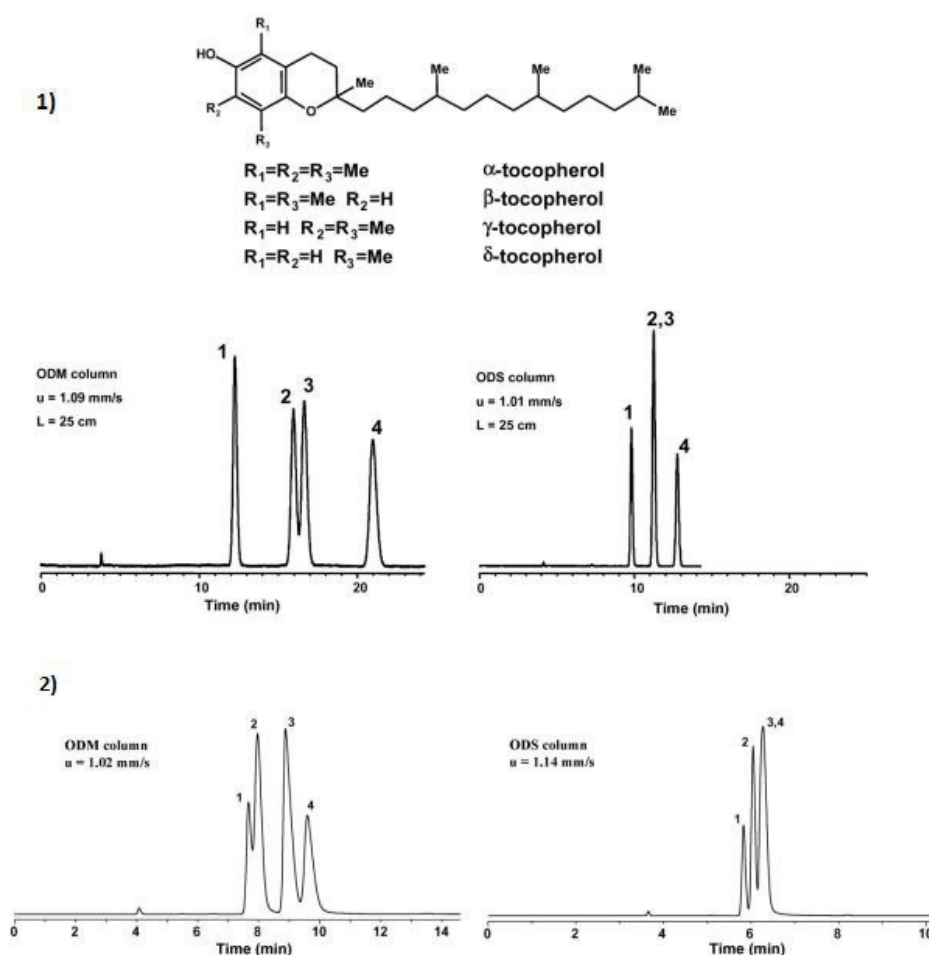 1)
R₁
HO
R₂
R₃
O
Me
Me
Me
Me
Me
R₁=R₂=R₃=Me α-tocopherol
R₁=R₃=Me R₂=H β-tocopherol
R₁=H R₂=R₃=Me γ-tocopherol
R₁=R₂=H R₃=Me δ-tocopherol
ODM column
u = 1.09 mm/s
L = 25 cm
1
2
3
4
0 10 20
Time (min)
ODS column
u = 1.01 mm/s
L = 25 cm
1
2,3
4
0 10 20
Time (min)
2)
ODM column
u = 1.02 mm/s
1
2
3
4
0 2 4 6 8 10 12 14
Time (min)
ODS column
u = 1.14 mm/s
1
2
3,4
0 2 4 6 8 10
Time (min)